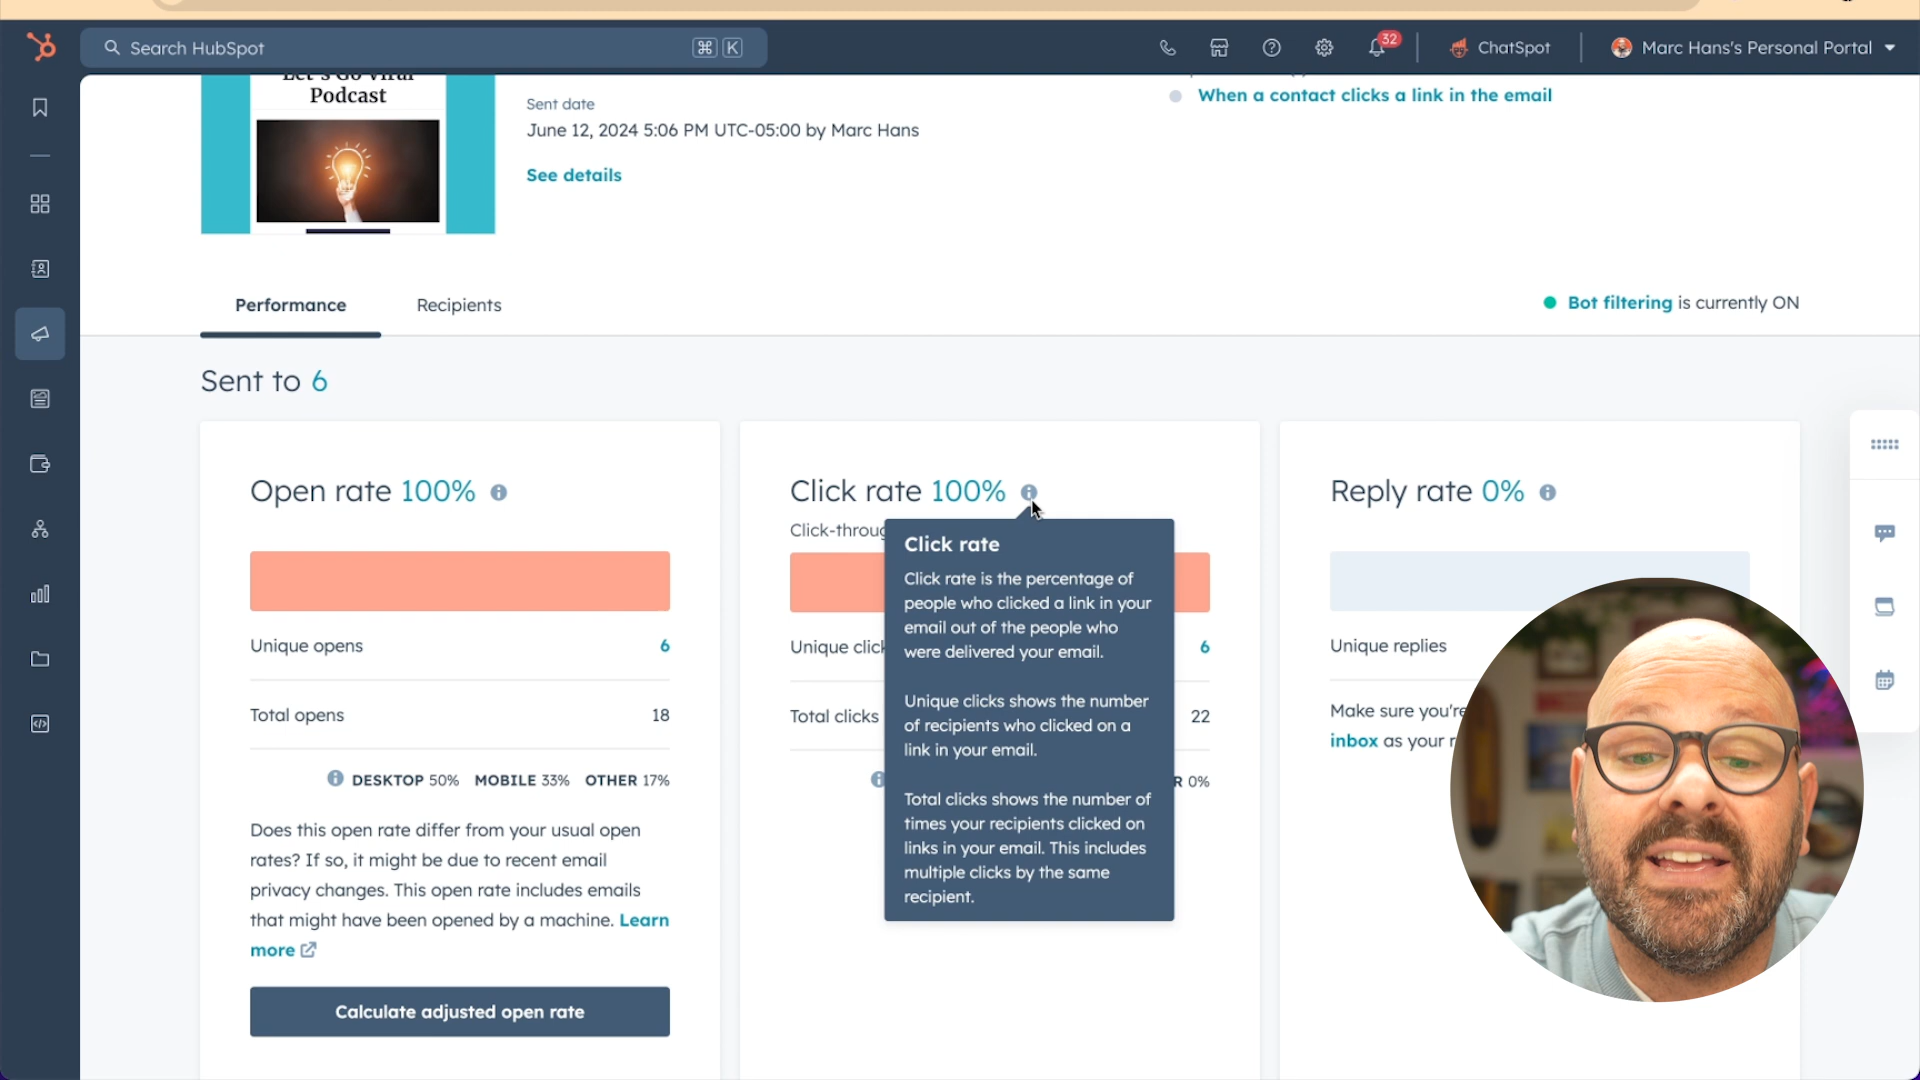 Search HubSpot
⌘ K
32
ChatSpot
Marc Hans's Personal Portal
Let's Go Viral
Podcast
Sent date
June 12, 2024 5:06 PM UTC-05:00 by Marc Hans
See details
When a contact clicks a link in the email
Performance
Recipients
Bot filtering is currently ON
Sent to 6
Open rate 100%
Unique opens 6
Total opens 18
DESKTOP 50% MOBILE 33% OTHER 17%
Does this open rate differ from your usual open
rates? If so, it might be due to recent email
privacy changes. This open rate includes emails
that might have been opened by a machine. Learn
more
Calculate adjusted open rate
Click rate 100%
Click-throug
Unique click 6
Total clicks 22
R 0%
Click rate
Click rate is the percentage of
people who clicked a link in your
email out of the people who
were delivered your email.
Unique clicks shows the number
of recipients who clicked on a
link in your email.
Total clicks shows the number of
times your recipients clicked on
links in your email. This includes
multiple clicks by the same
recipient.
Reply rate 0%
Unique replies
Make sure you're
inbox as your r